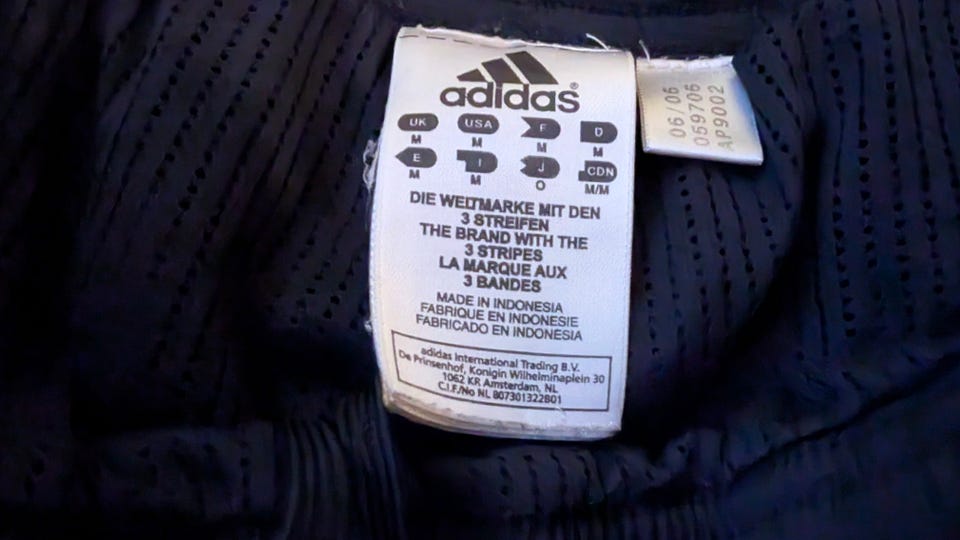 adidas®
UK USA F D
M M M M
E I J CDN
M M O M/M
DIE WELTMARKE MIT DEN
3 STREIFEN
THE BRAND WITH THE
3 STRIPES
LA MARQUE AUX
3 BANDES
MADE IN INDONESIA
FABRIQUE EN INDONESIE
FABRICADO EN INDONESIA
adidas International Trading B.V.
De Prinsenhof, Konigin Wilhelminaplein 30
1062 KR Amsterdam, NL
C.I.F./No NL 807301322B01
06/06
059706
AP9002